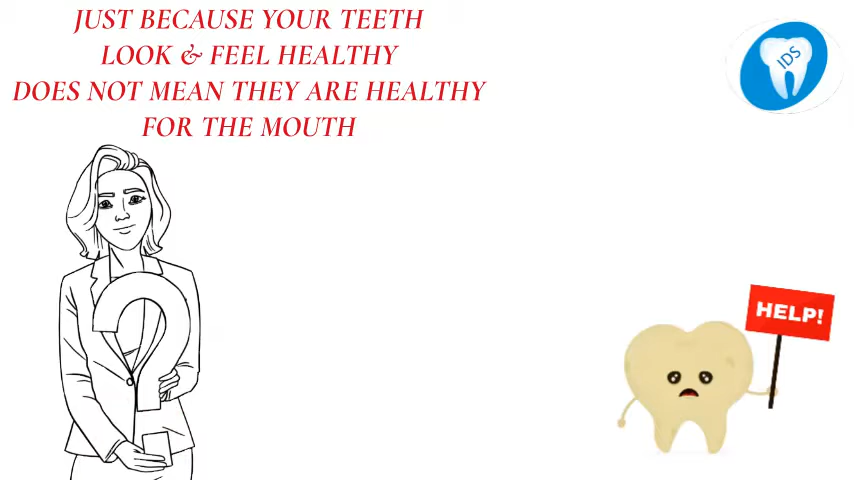 JUST BECAUSE YOUR TEETH
LOOK & FEEL HEALTHY
DOES NOT MEAN THEY ARE HEALTHY
FOR THE MOUTH
IDS
HELP!